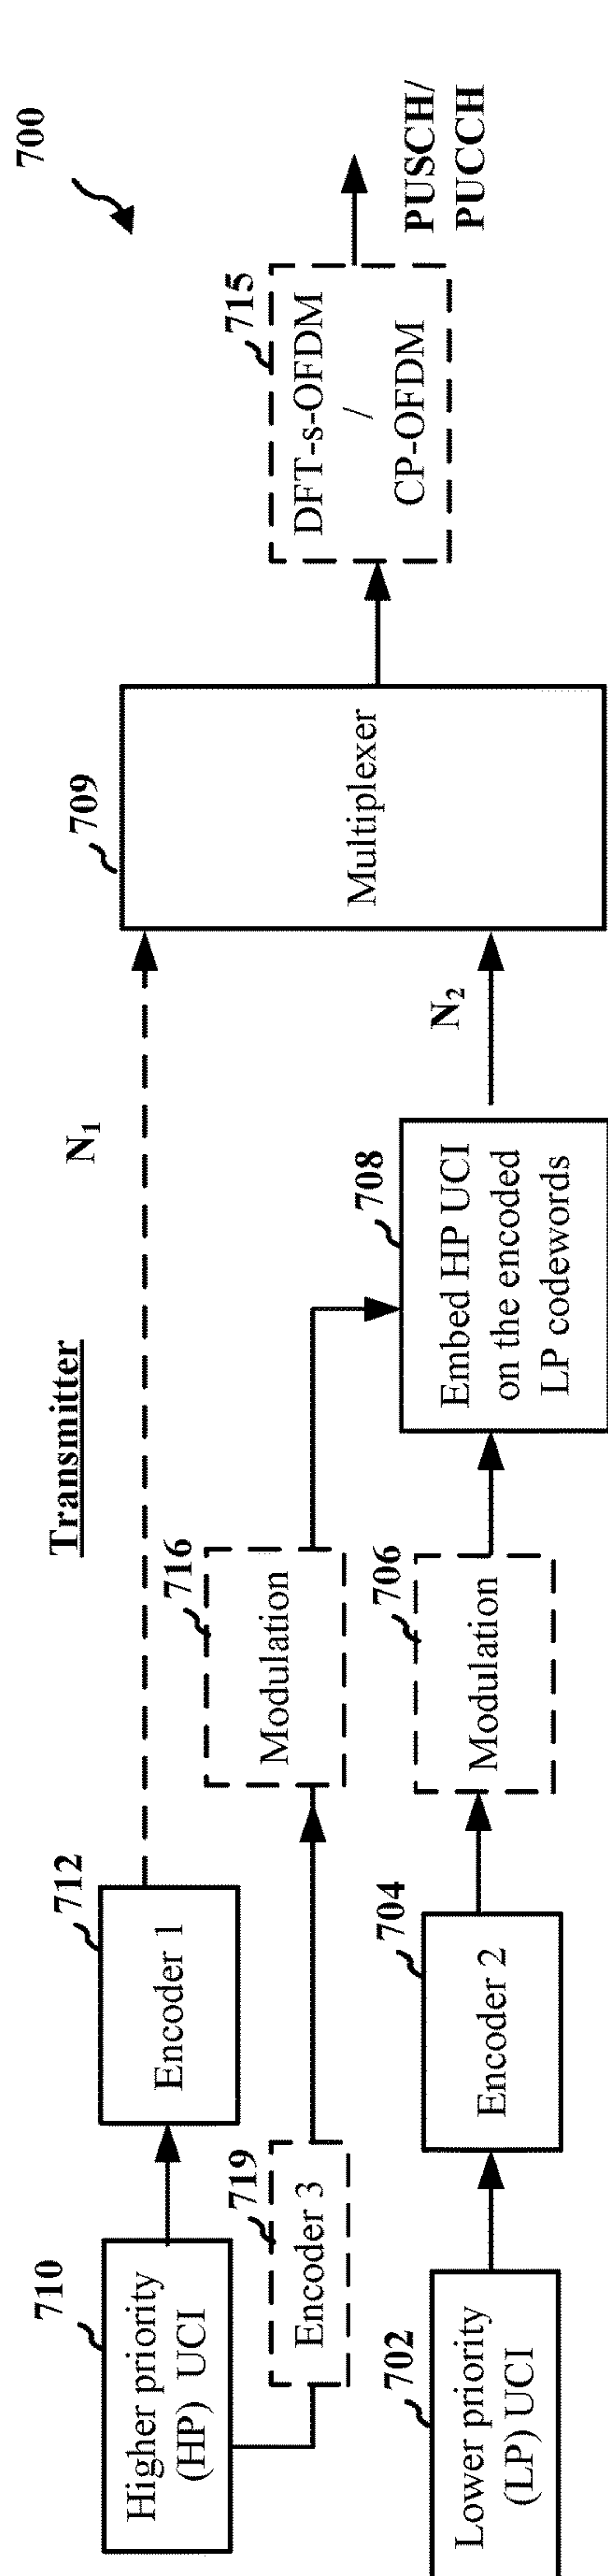 700
Transmitter
710
Higher priority
(HP) UCI
712
Encoder 1
N₁
719
Encoder 3
716
Modulation
702
Lower priority
(LP) UCI
704
Encoder 2
706
Modulation
708
Embed HP UCI
on the encoded
LP codewords
N₂
709
Multiplexer
715
DFT-s-OFDM
/
CP-OFDM
PUSCH/
PUCCH